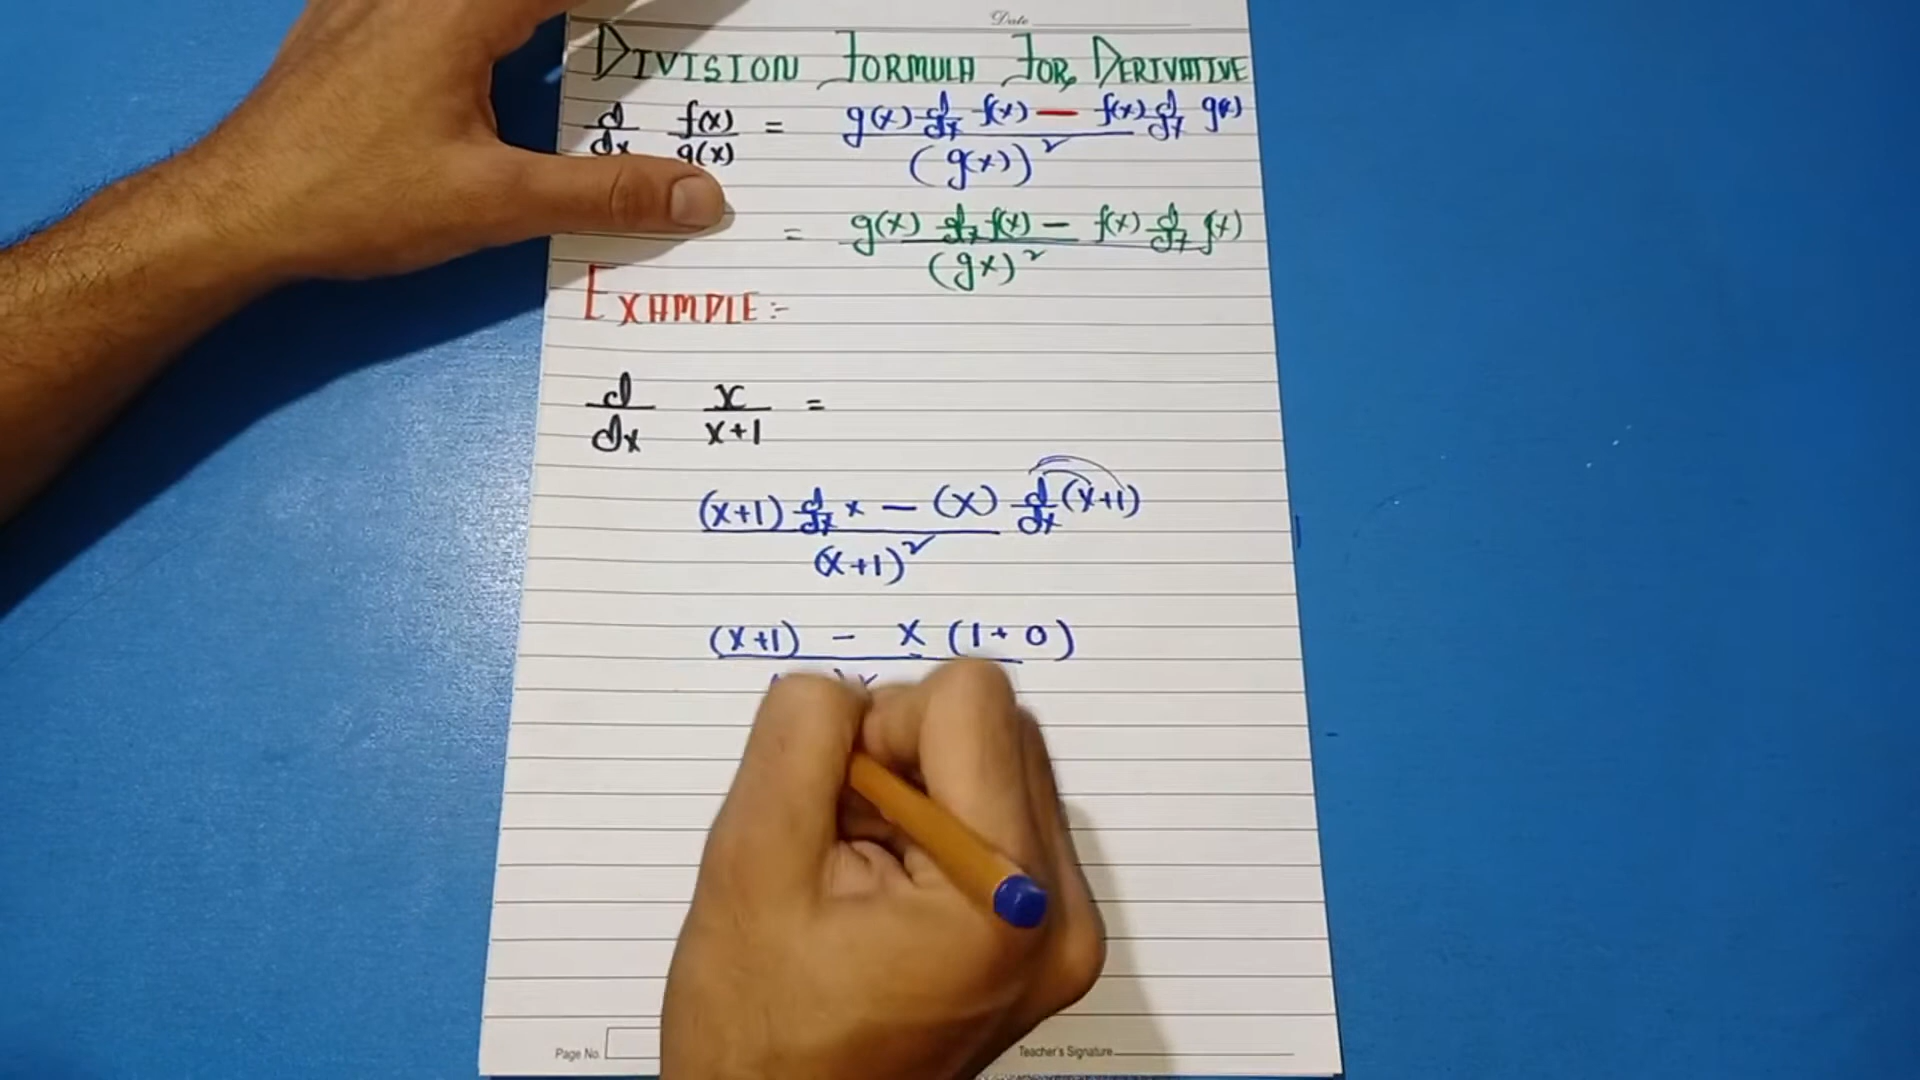 Date
DIVISION FORMULA FOR DERIVATIVE
d/dx f(x)/g(x) = g(x) d/dx f(x) — f(x) d/dx g(x) / (g(x))²
= g(x) d/dx f(x) — f(x) d/dx g(x) / (gx)²
EXAMPLE:-
d/dx x/x+1 =
(x+1) d/dx x — (x) d/dx (x+1) / (x+1)²
(x+1) - x (1+0)
Page No.
Teacher's Signature